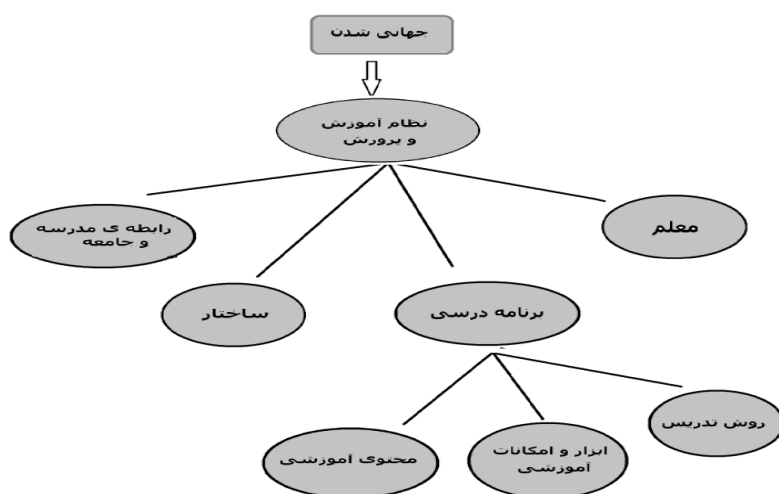 جهانی شدن
نظام آموزش
و پرورش
معلم
رابطه ی مدرسه
و جامعه
برنامه درسی
ساختار
روش تدریس
ابزار و امکانات
آموزشی
محتوی آموزشی